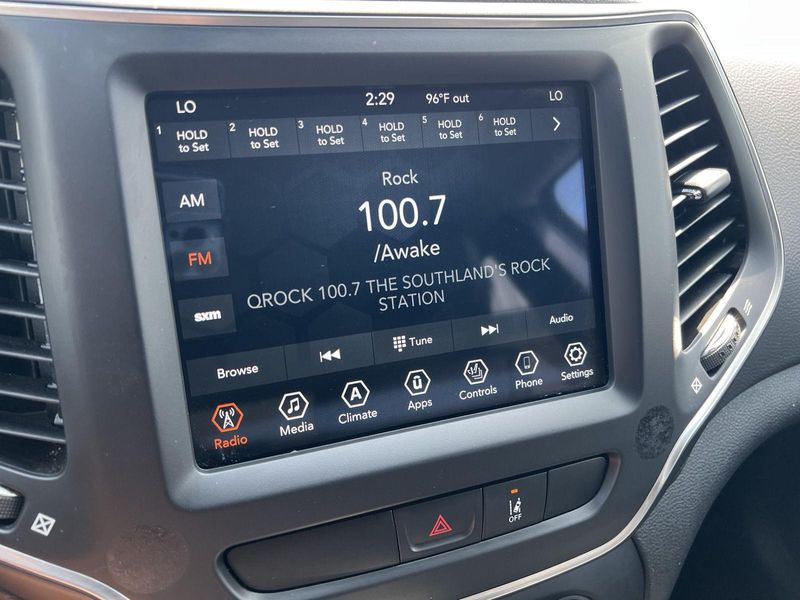 LO 2:29 96°F out LO
1 HOLD to Set
2 HOLD to Set
3 HOLD to Set
4 HOLD to Set
5 HOLD to Set
6 HOLD to Set
AM
Rock
100.7
FM
/Awake
QROCK 100.7 THE SOUTHLAND'S ROCK
STATION
sxm
Browse
Tune
Audio
Radio
Media
A
Climate
Apps
Controls
Phone
Settings
OFF